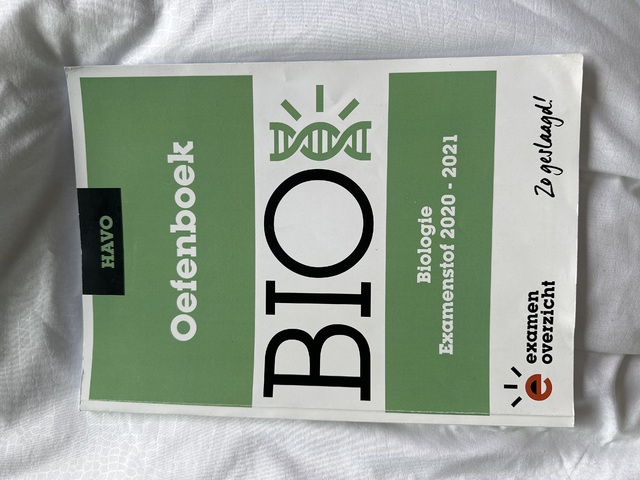 HAVO
Oefenboek
BIO
Biologie
Examenstof 2020 - 2021
examen
overzicht
Zo geslaagd!